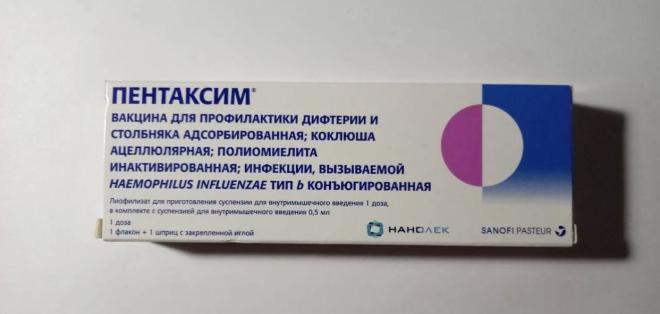 ПЕНТАКСИМ®
ВАКЦИНА ДЛЯ ПРОФИЛАКТИКИ ДИФТЕРИИ И
СТОЛБНЯКА АДСОРБИРОВАННАЯ; КОКЛЮША
АЦЕЛЛЮЛЯРНАЯ; ПОЛИОМИЕЛИТА
ИНАКТИВИРОВАННАЯ; ИНФЕКЦИИ, ВЫЗЫВАЕМОЙ
HAEMOPHILUS INFLUENZAE ТИП b КОНЪЮГИРОВАННАЯ
Лиофилизат для приготовления суспензии для внутримышечного введения 1 доза,
в комплекте с суспензией для внутримышечного введения 0,5 мл
1 доза
1 флакон + 1 шприц с закрепленной иглой
НАНОЛЕК
SANOFI PASTEUR